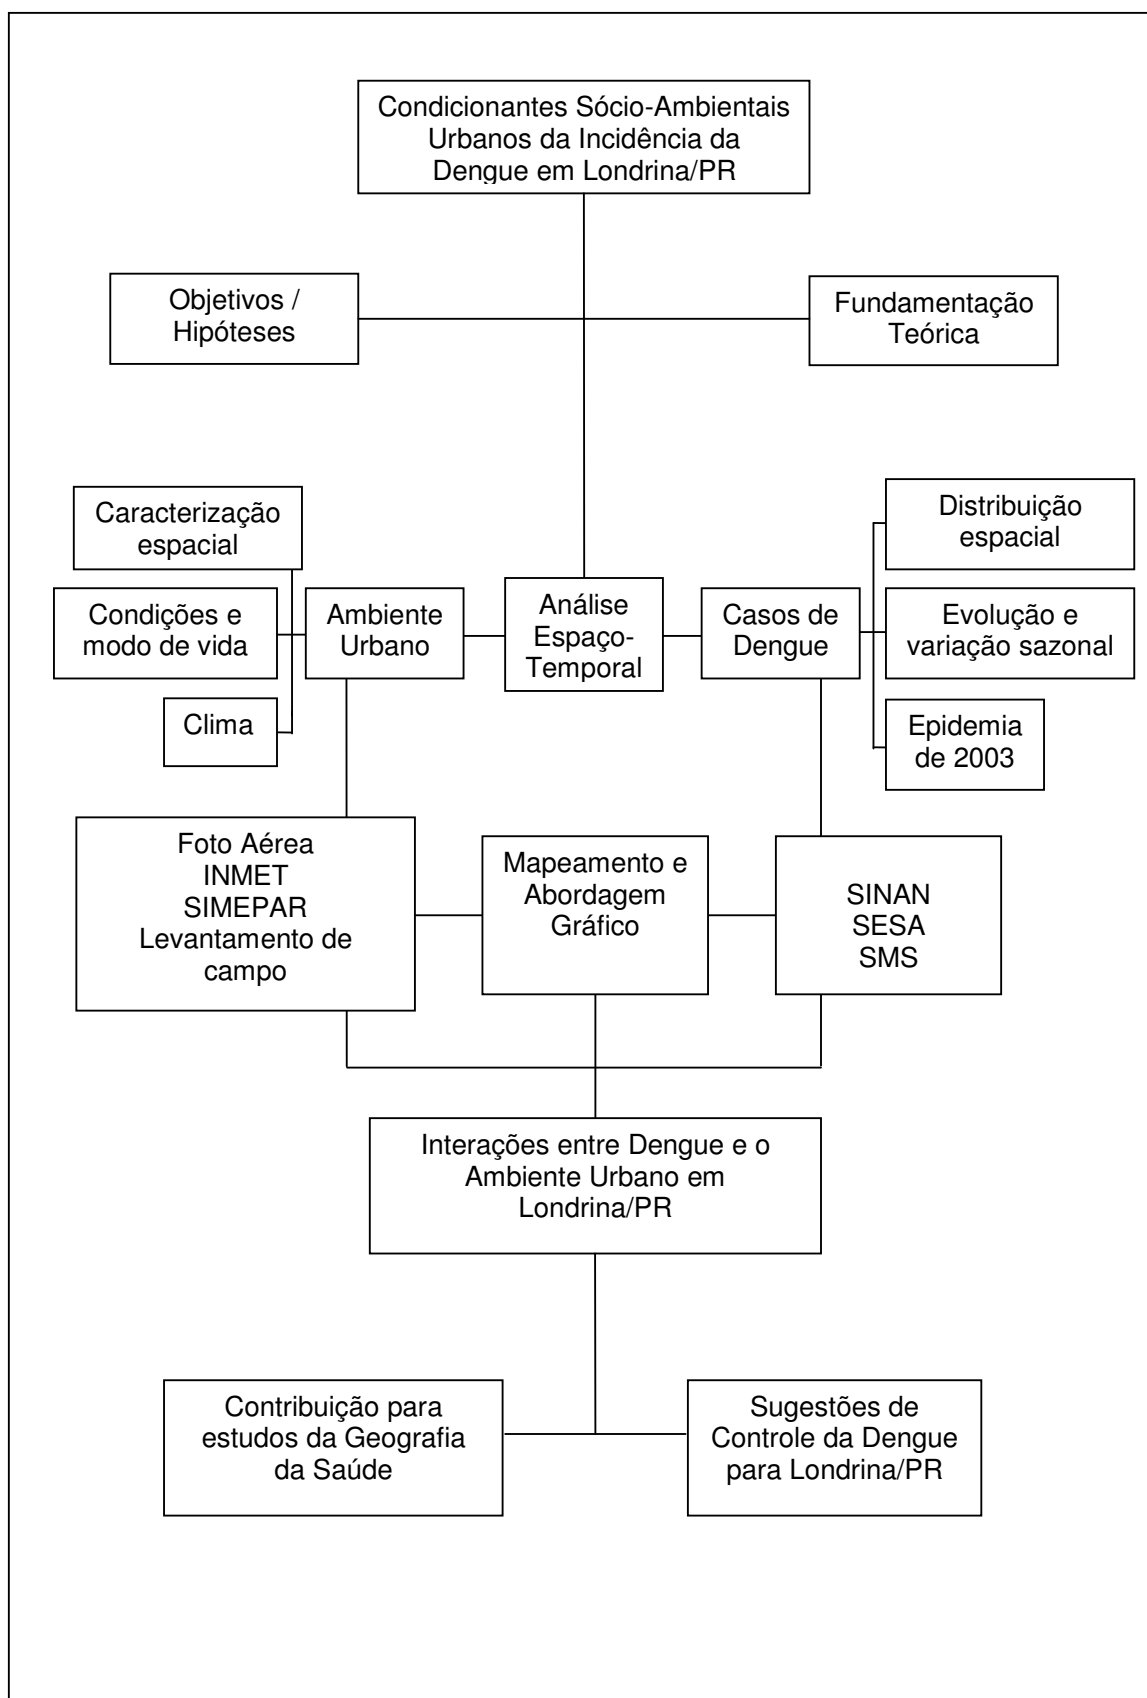 Condicionantes Sócio-Ambientais
Urbanos da Incidência da
Dengue em Londrina/PR
Objetivos /
Hipóteses
Fundamentação
Teórica
Caracterização
espacial
Condições e
modo de vida
Clima
Ambiente
Urbano
Análise
Espaço-
Temporal
Casos de
Dengue
Distribuição
espacial
Evolução e
variação sazonal
Epidemia
de 2003
Foto Aérea
INMET
SIMEPAR
Levantamento de
campo
Mapeamento e
Abordagem
Gráfico
SINAN
SESA
SMS
Interações entre Dengue e o
Ambiente Urbano em
Londrina/PR
Contribuição para
estudos da Geografia
da Saúde
Sugestões de
Controle da Dengue
para Londrina/PR